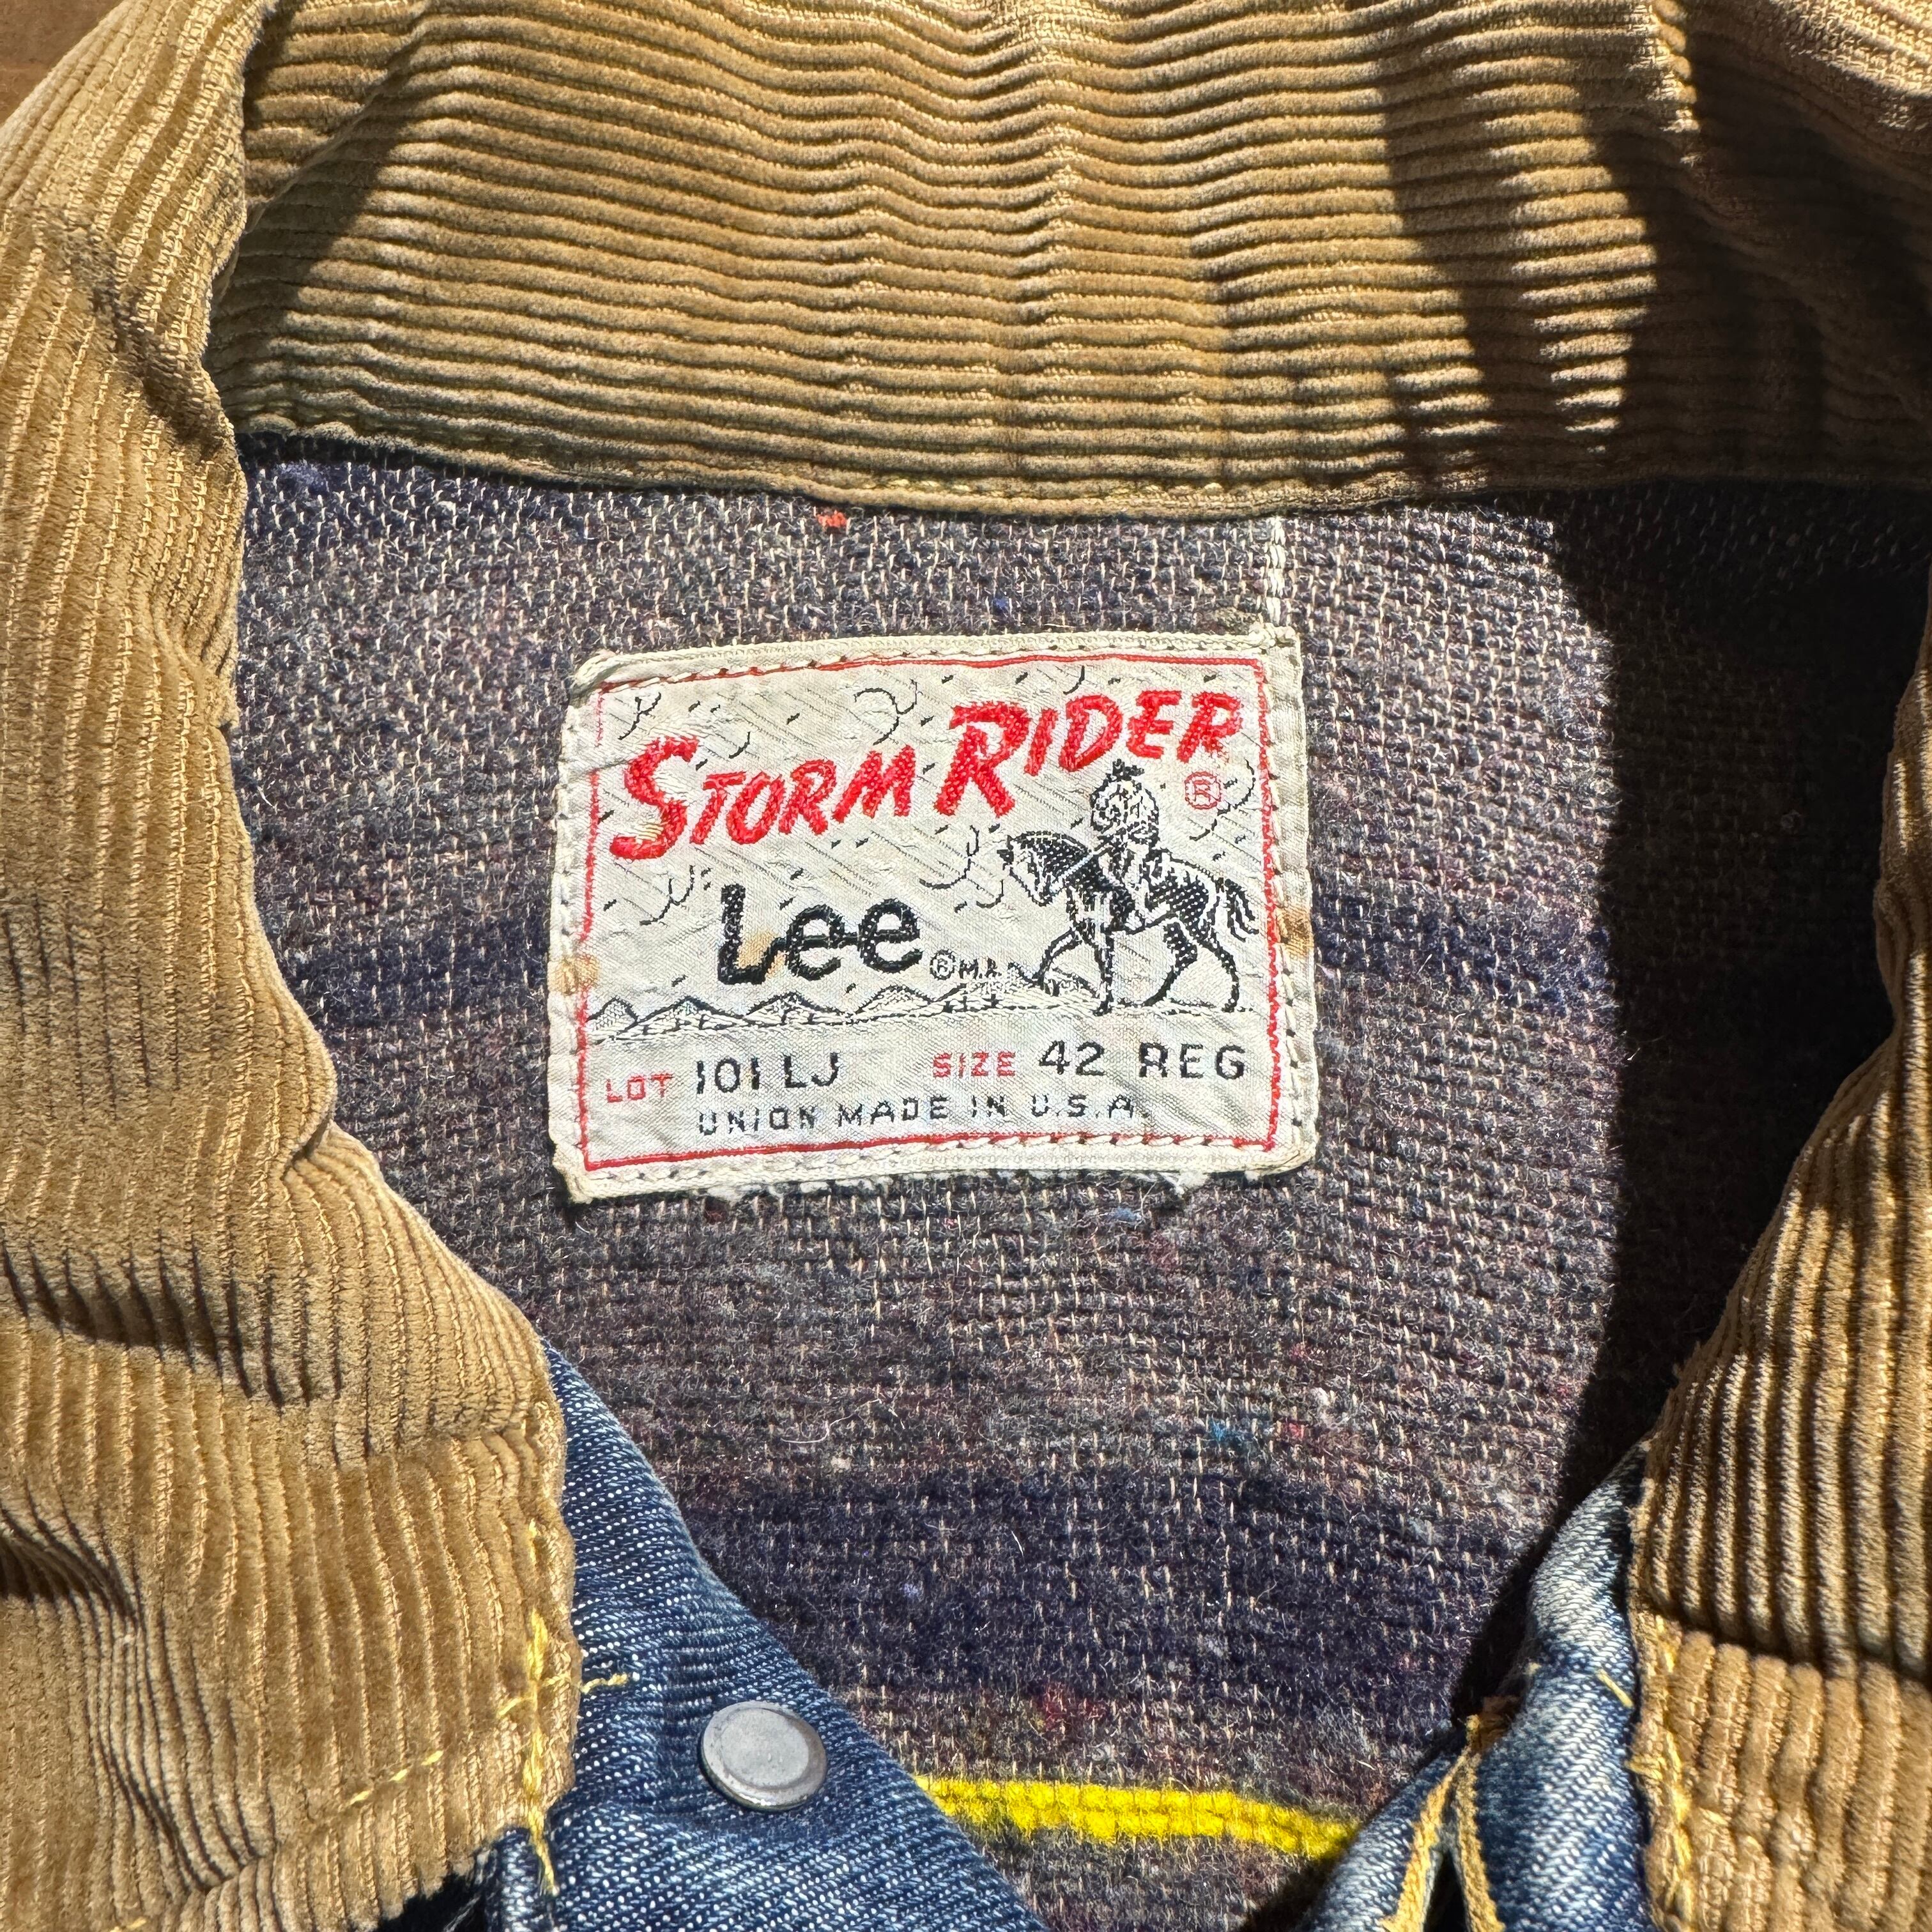 STORM RIDER ®
Lee ® M.R.
LOT 101 LJ SIZE 42 REG
UNION MADE IN U.S.A.